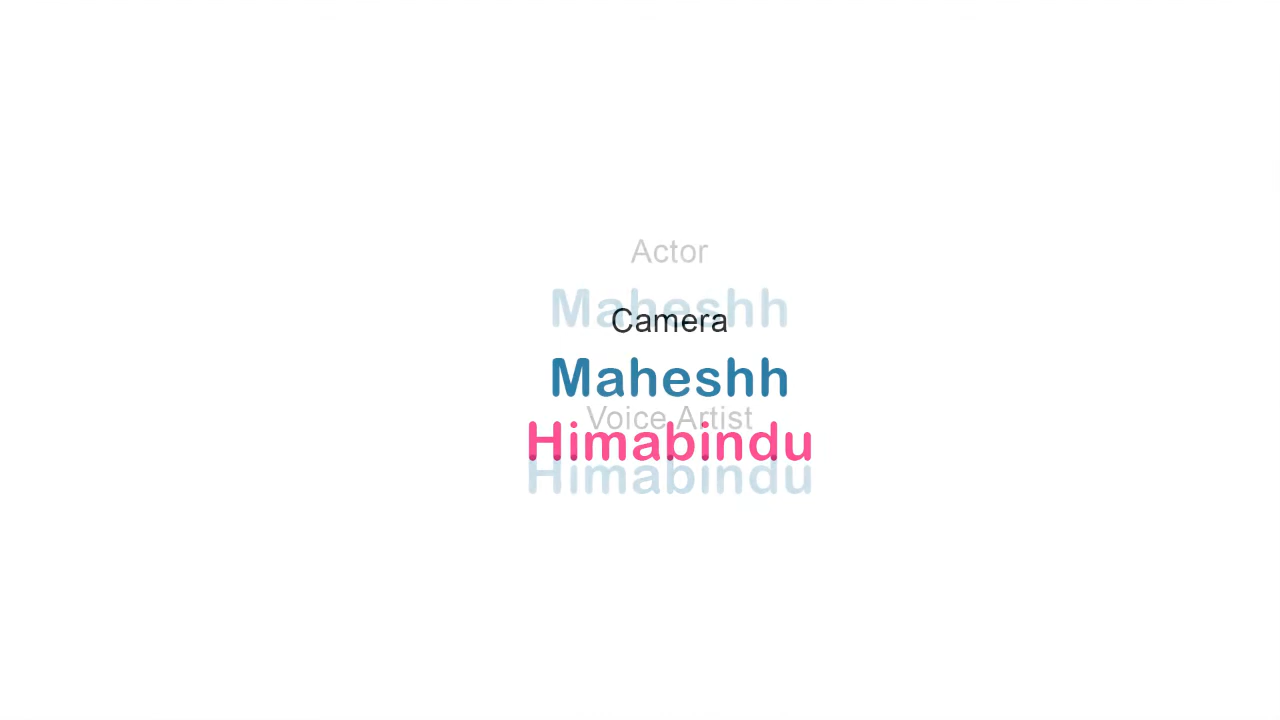 Actor
Maheshh
Camera
Maheshh
Voice Artist
Himabindu
Himabindu